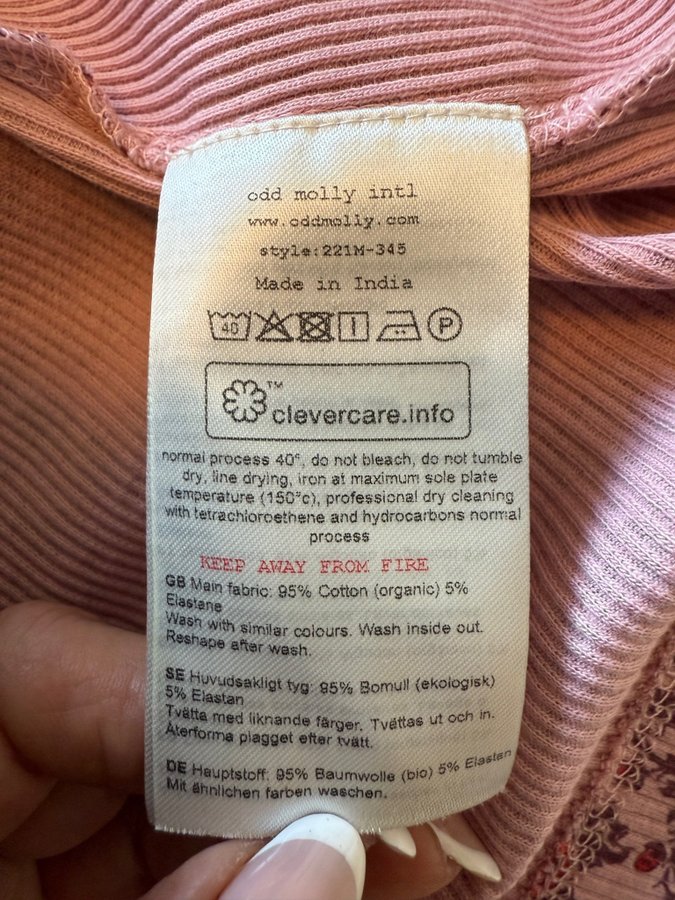 odd molly intl
www.oddmolly.com
style:221M-345
Made in India
40 P
™
clevercare.info
normal process 40°, do not bleach, do not tumble
dry, line drying, iron at maximum sole plate
temperature (150°c), professional dry cleaning
with tetrachloroethene and hydrocarbons normal
process
KEEP AWAY FROM FIRE
GB Main fabric: 95% Cotton (organic) 5%
Elastane
Wash with similar colours. Wash inside out.
Reshape after wash.
SE Huvudsakligt tyg: 95% Bomull (ekologisk)
5% Elastan
Tvätta med liknande färger. Tvättas ut och in.
Återforma plagget efter tvätt.
DE Hauptstoff: 95% Baumwolle (bio) 5% Elastan
Mit ähnlichen farben waschen.